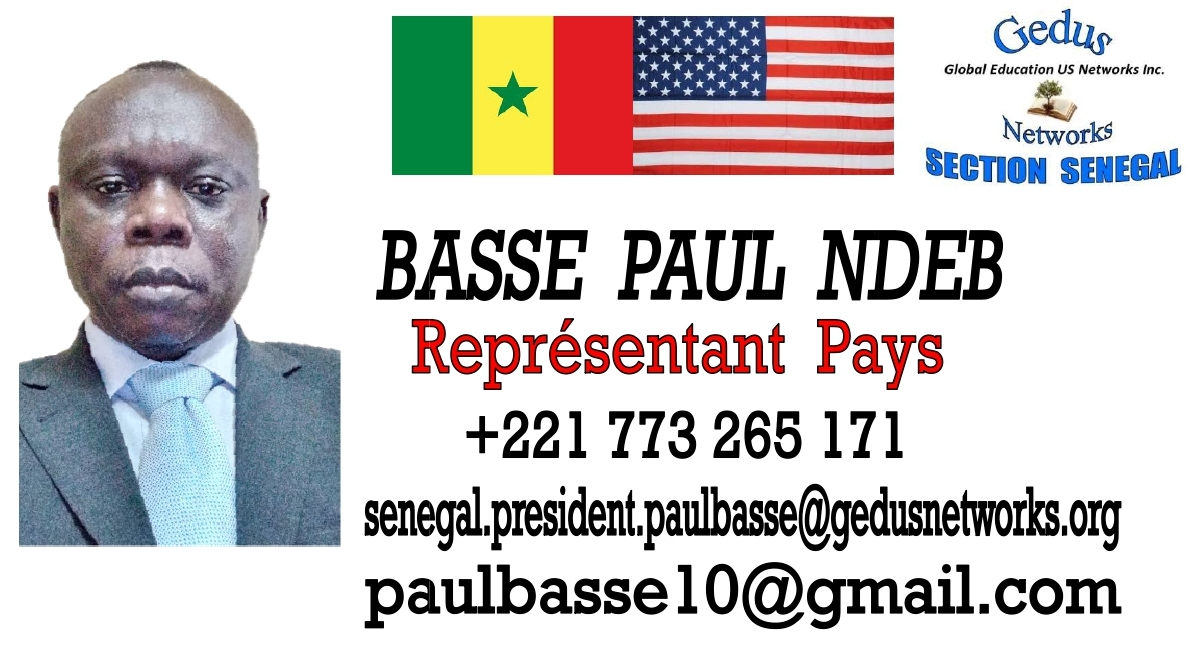 Gedus
Global Education US Networks Inc.
Networks
SECTION SENEGAL
BASSE PAUL NDEB
Représentant Pays
+221 773 265 171
senegal.president.paulbasse@gedusnetworks.org
paulbasse10@gmail.com